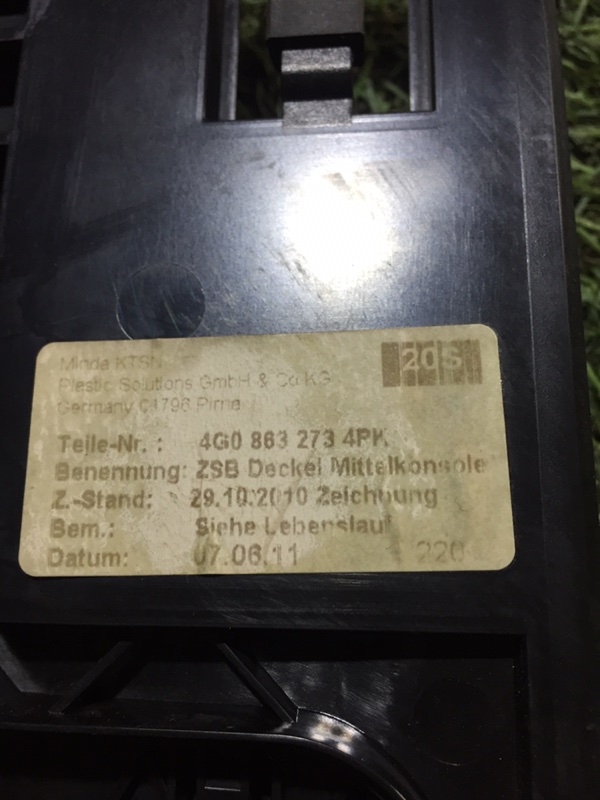 Minda KTSN
20S
Plastic Solutions GmbH & Co KG
Germany 01796 Pirna
Teile-Nr. : 4G0 863 273 4PK
Benennung: ZSB Deckel Mittelkonsole
Z.-Stand: 29.10.2010 Zeichnung
Bem.: Siehe Lebenslauf
Datum: 07.06.11 220